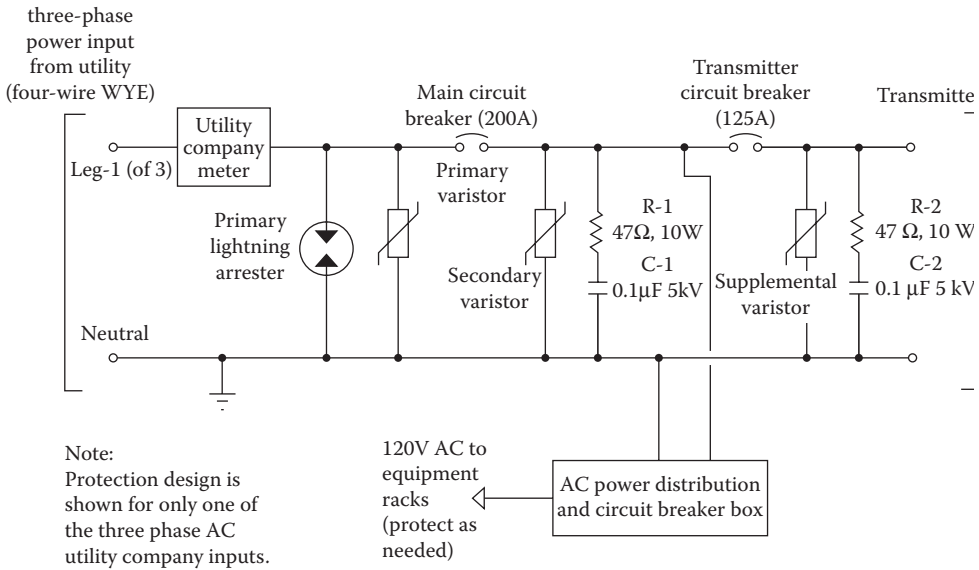 three-phase
power input
from utility
(four-wire WYE)
Leg-1 (of 3)
Utility
company
meter
Main circuit
breaker (200A)
Transmitter
circuit breaker
(125A)
Transmitte
Primary
lightning
arrester
Primary
varistor
Secondary
varistor
R-1
47Ω, 10W
C-1
0.1μF 5kV
Supplemental
varistor
R-2
47 Ω, 10 W
C-2
0.1 μF 5 kV
Neutral
Note:
Protection design is
shown for only one of
the three phase AC
utility company inputs.
120V AC to
equipment
racks
(protect as
needed)
AC power distribution
and circuit breaker box